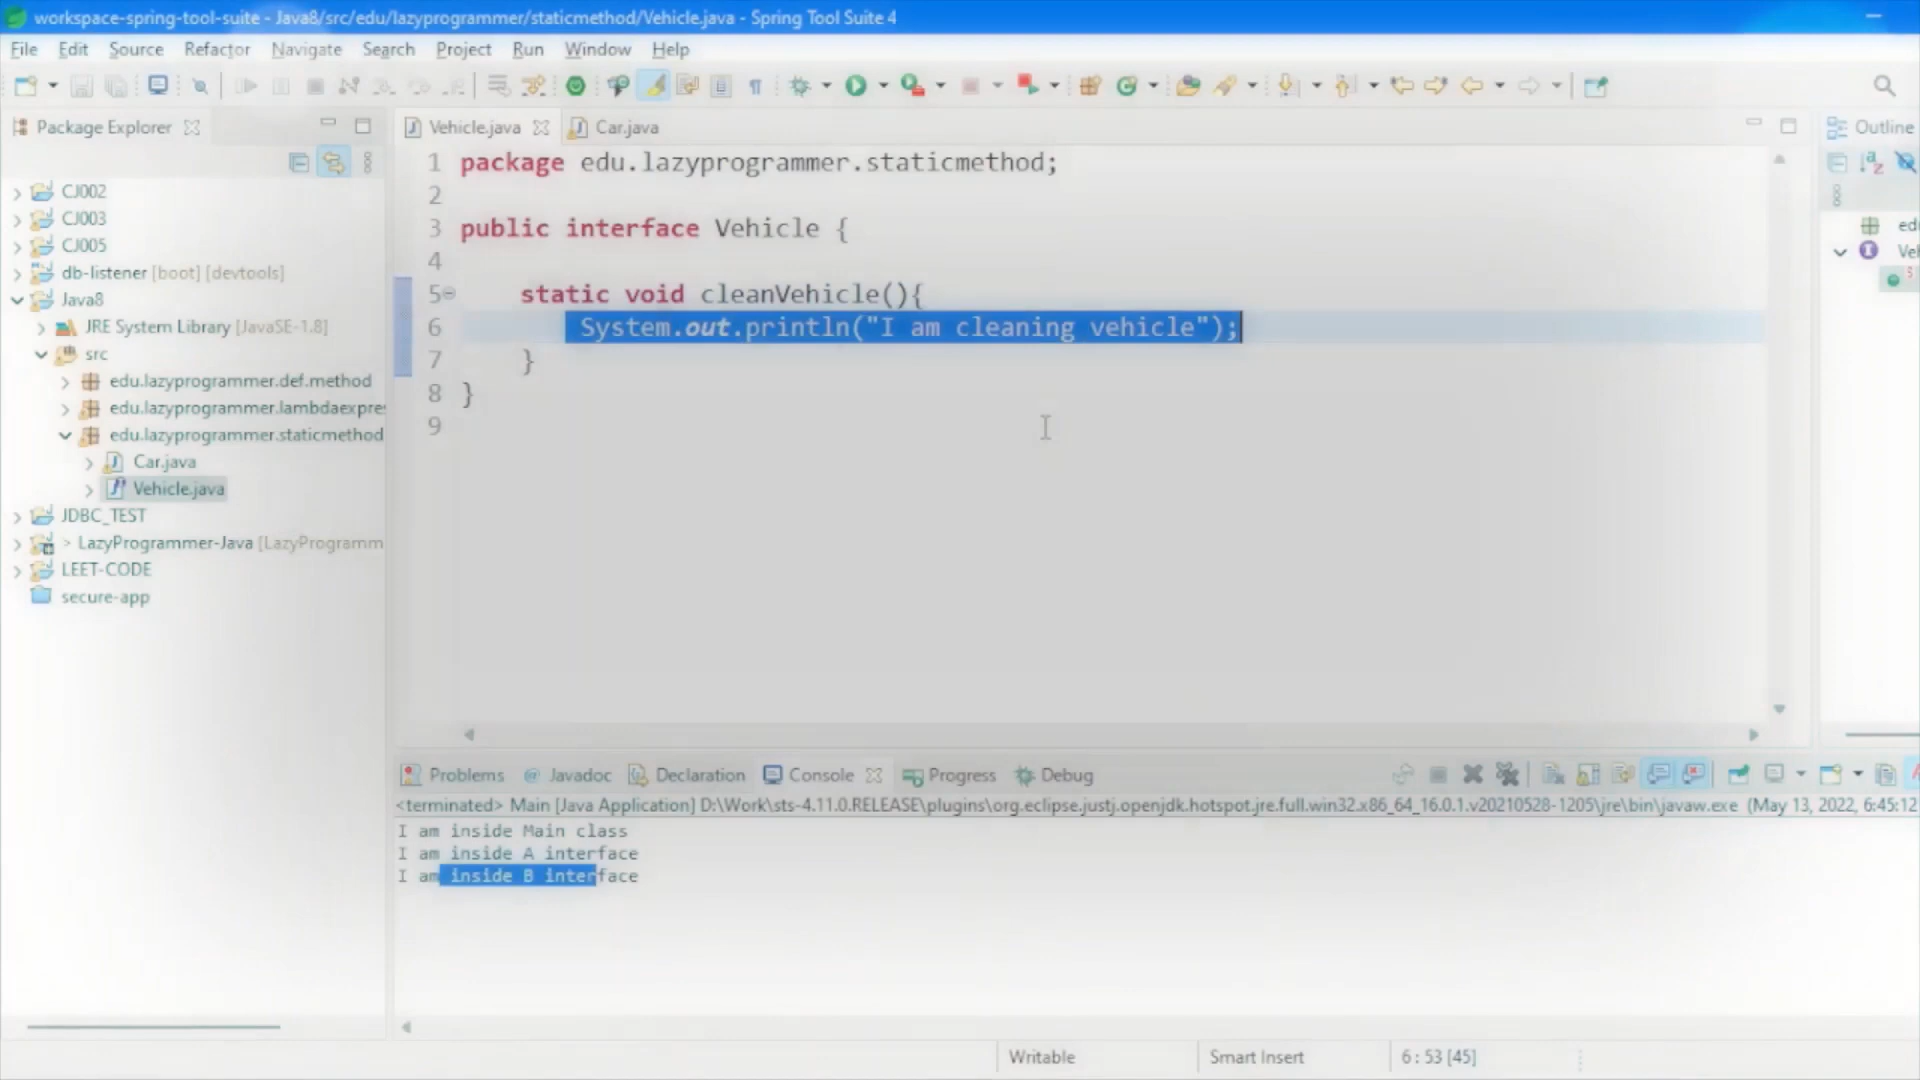 workspace-spring-tool-suite - Java8/src/edu/lazyprogrammer/staticmethod/Vehicle.java - Spring Tool Suite 4
File Edit Source Refactor Navigate Search Project Run Window Help
Package Explorer
CJ002
CJ003
CJ005
db-listener [boot] [devtools]
Java8
JRE System Library [JavaSE-1.8]
src
edu.lazyprogrammer.def.method
edu.lazyprogrammer.lambdaexpre
edu.lazyprogrammer.staticmethod
Car.java
Vehicle.java
JDBC_TEST
> LazyProgrammer-Java [LazyProgramm
LEET-CODE
secure-app
Vehicle.java Car.java
1 package edu.lazyprogrammer.staticmethod;
2
3 public interface Vehicle {
4
5 static void cleanVehicle(){
6 System.out.println("I am cleaning vehicle");
7 }
8 }
9
Outline
edu
Veh
Problems @ Javadoc Declaration Console Progress Debug
<terminated> Main [Java Application] D:\Work\sts-4.11.0.RELEASE\plugins\org.eclipse.justj.openjdk.hotspot.jre.full.win32.x86_64_16.0.1.v20210528-1205\jre\bin\javaw.exe (May 13, 2022, 6:45:12
I am inside Main class
I am inside A interface
I am inside B interface
Writable Smart Insert 6 : 53 [45]